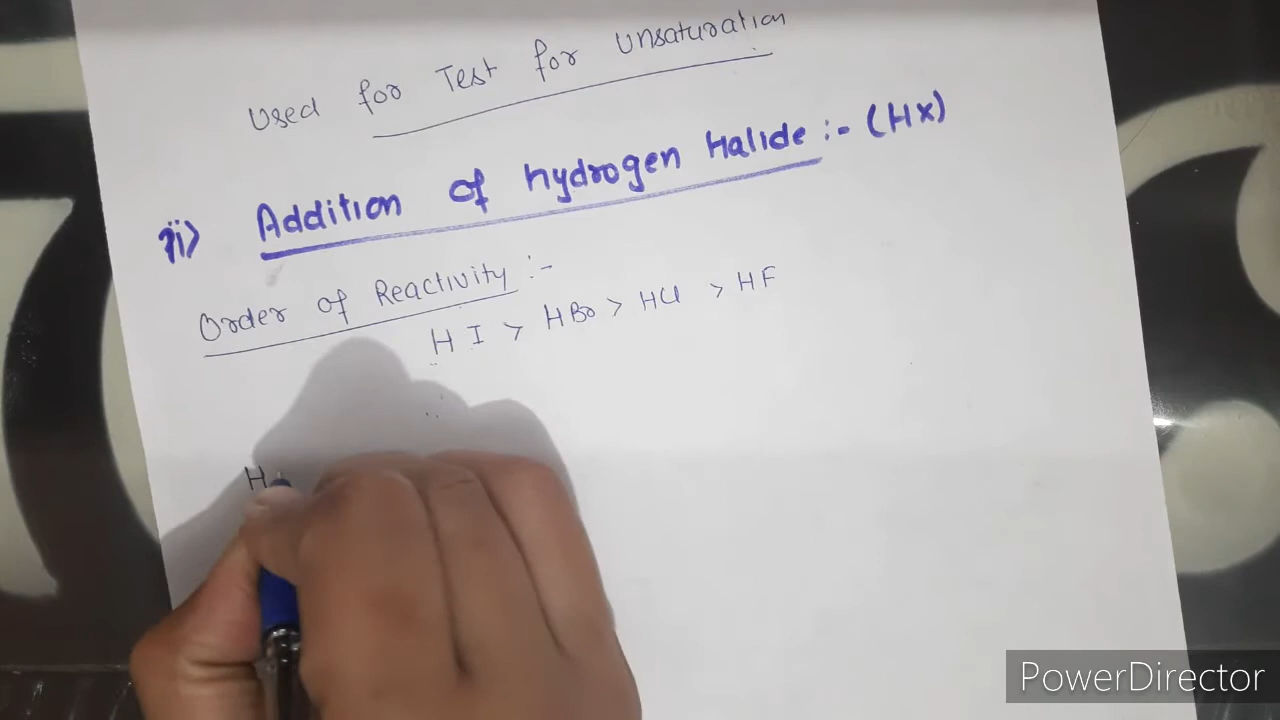 Used for Test for Unsaturation
ii) Addition of hydrogen Halide :- (HX)
Order of Reactivity :-
HI > HBr > HCl > HF
H
PowerDirector